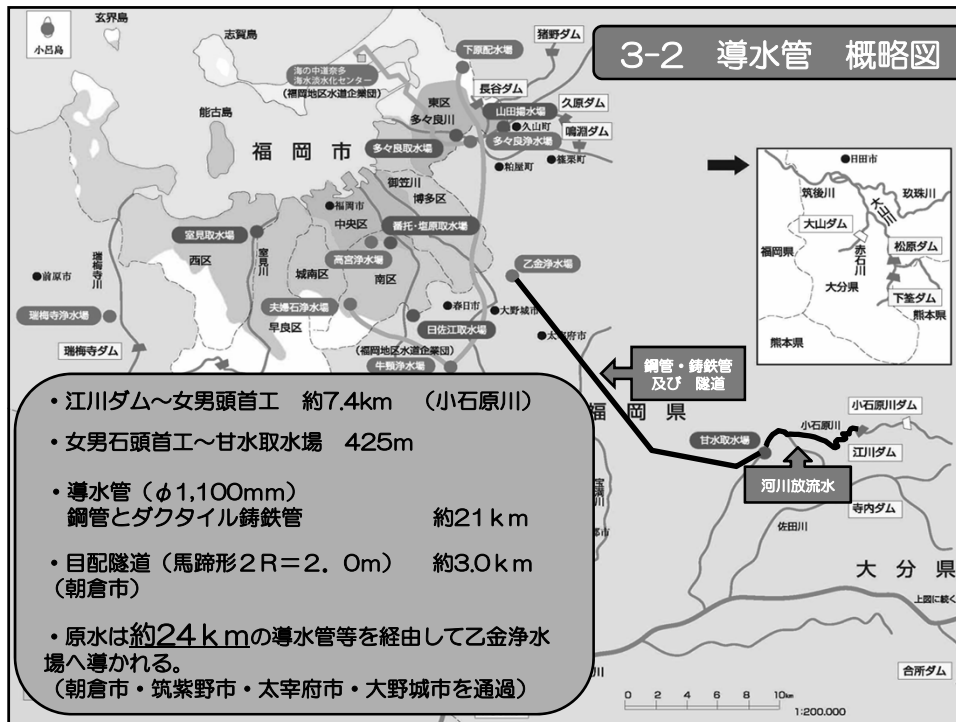 3-2 導水管 概略図
玄界島
小呂島
志賀島
能古島
海の中道奈多
海水淡水化センター
(福岡地区水道企業団)
下原配水場
猪野ダム
長谷ダム
山田揚水場
久原ダム
久山町
鳴淵ダム
東区
多々良川
多々良取水場
多々良浄水場
粕屋町
篠栗町
福岡市
御笠川
博多区
福岡市
中央区
番托・塩原取水場
室見取水場
西区
室見川
高宮浄水場
南区
城南区
乙金浄水場
瑞梅寺川
前原市
瑞梅寺浄水場
夫婦石浄水場
早良区
春日市
大野城市
日佐江取水場
太宰府市
(福岡地区水道企業団)
牛頸浄水場
瑞梅寺ダム
鋼管・鋳鉄管
及び 隧道
福岡県
日田市
筑後川
玖珠川
大山川
大山ダム
福岡県
赤石川
松原ダム
大分県
下筌ダム
熊本県
熊本県
小石原川ダム
小石原川
甘水取水場
江川ダム
河川放流水
寺内ダム
佐田川
宝満川
大分県
上図に続く
合所ダム
・江川ダム~女男頭首工 約7.4km (小石原川)
・女男石頭首工~甘水取水場 425m
・導水管(φ1,100mm)
鋼管とダクタイル鋳鉄管 約21km
・目配隧道(馬蹄形2R=2.0m) 約3.0km
(朝倉市)
・原水は約24kmの導水管等を経由して乙金浄水
場へ導かれる。
(朝倉市・筑紫野市・太宰府市・大野城市を通過)
0 2 4 6 8 10km
1:200.000